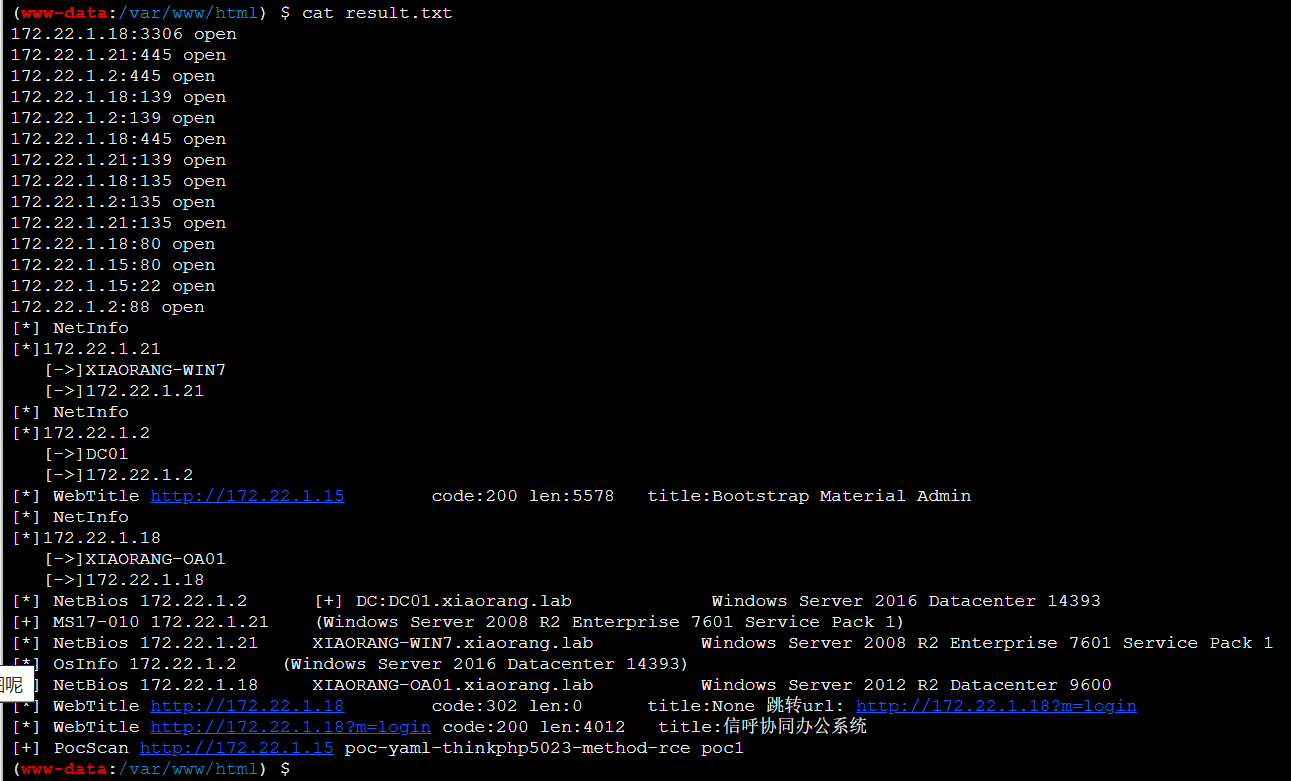 (www-data:/var/www/html) $ cat result.txt
172.22.1.18:3306 open
172.22.1.21:445 open
172.22.1.2:445 open
172.22.1.18:139 open
172.22.1.2:139 open
172.22.1.18:445 open
172.22.1.21:139 open
172.22.1.18:135 open
172.22.1.2:135 open
172.22.1.21:135 open
172.22.1.18:80 open
172.22.1.15:80 open
172.22.1.15:22 open
172.22.1.2:88 open
[*] NetInfo
[*]172.22.1.21
[->]XIAORANG-WIN7
[->]172.22.1.21
[*] NetInfo
[*]172.22.1.2
[->]DC01
[->]172.22.1.2
[*] WebTitle http://172.22.1.15 code:200 len:5578 title:Bootstrap Material Admin
[*] NetInfo
[*]172.22.1.18
[->]XIAORANG-OA01
[->]172.22.1.18
[*] NetBios 172.22.1.2 [+] DC:DC01.xiaorang.lab Windows Server 2016 Datacenter 14393
[+] MS17-010 172.22.1.21 (Windows Server 2008 R2 Enterprise 7601 Service Pack 1)
[*] NetBios 172.22.1.21 XIAORANG-WIN7.xiaorang.lab Windows Server 2008 R2 Enterprise 7601 Service Pack 1
[*] OsInfo 172.22.1.2 (Windows Server 2016 Datacenter 14393)
呢 ] NetBios 172.22.1.18 XIAORANG-OA01.xiaorang.lab Windows Server 2012 R2 Datacenter 9600
[*] WebTitle http://172.22.1.18 code:302 len:0 title:None 跳转url: http://172.22.1.18?m=login
[*] WebTitle http://172.22.1.18?m=login code:200 len:4012 title:信呼协同办公系统
[+] PocScan http://172.22.1.15 poc-yaml-thinkphp5023-method-rce poc1
(www-data:/var/www/html) $